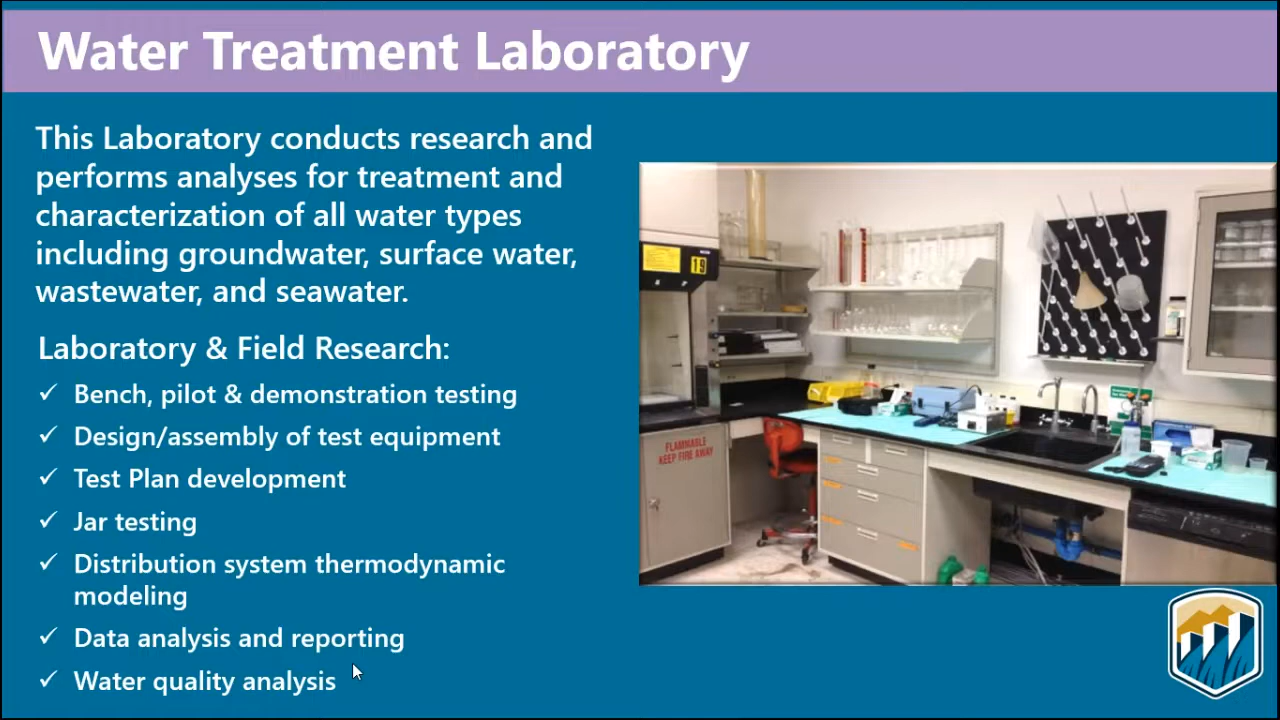 Water Treatment Laboratory
This Laboratory conducts research and
performs analyses for treatment and
characterization of all water types
including groundwater, surface water,
wastewater, and seawater.
Laboratory & Field Research:
✓ Bench, pilot & demonstration testing
✓ Design/assembly of test equipment
✓ Test Plan development
✓ Jar testing
✓ Distribution system thermodynamic
modeling
✓ Data analysis and reporting
✓ Water quality analysis
19
FLAMMABLE
KEEP FIRE AWAY